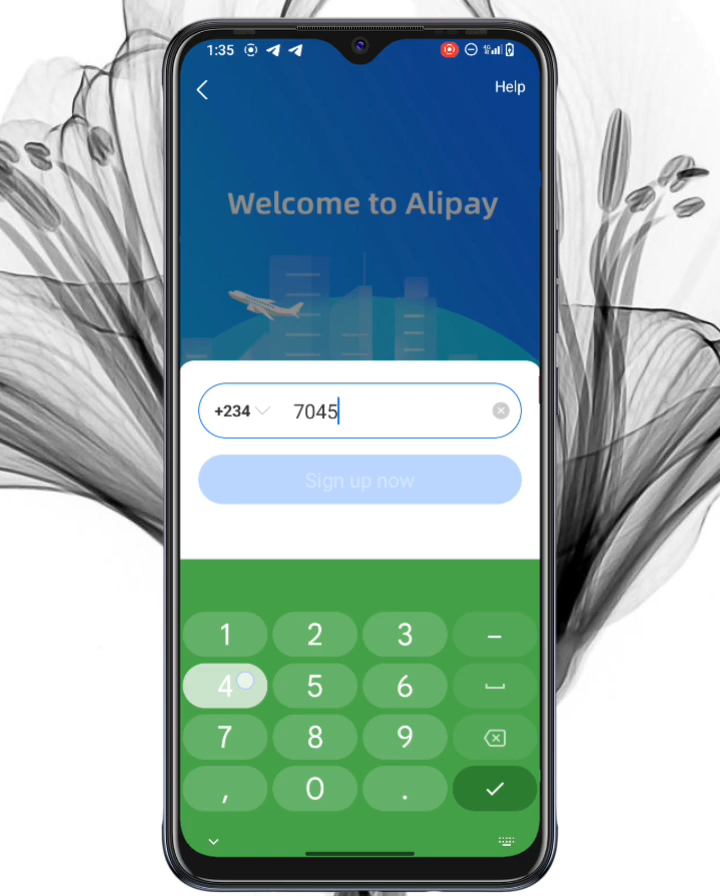 1:35
Help
Welcome to Alipay
+234 7045
Sign up now
1 2 3 –
4 5 6
7 8 9
, 0 .